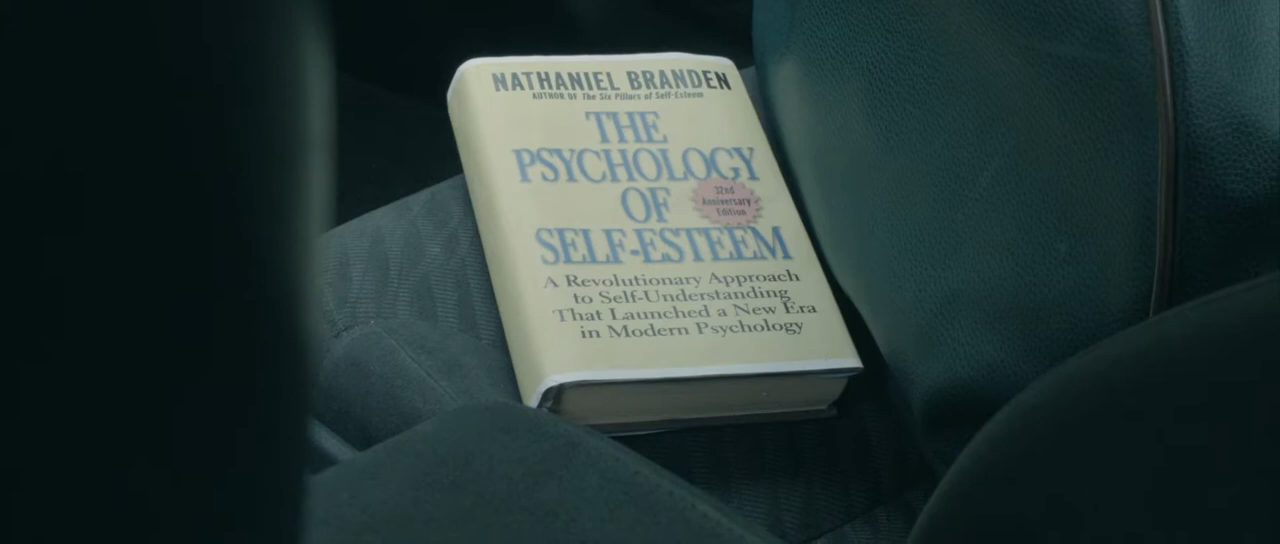 NATHANIEL BRANDEN
AUTHOR OF The Six Pillars of Self-Esteem
THE
PSYCHOLOGY
OF
32nd
Anniversary
Edition
SELF-ESTEEM
A Revolutionary Approach
to Self-Understanding
That Launched a New Era
in Modern Psychology